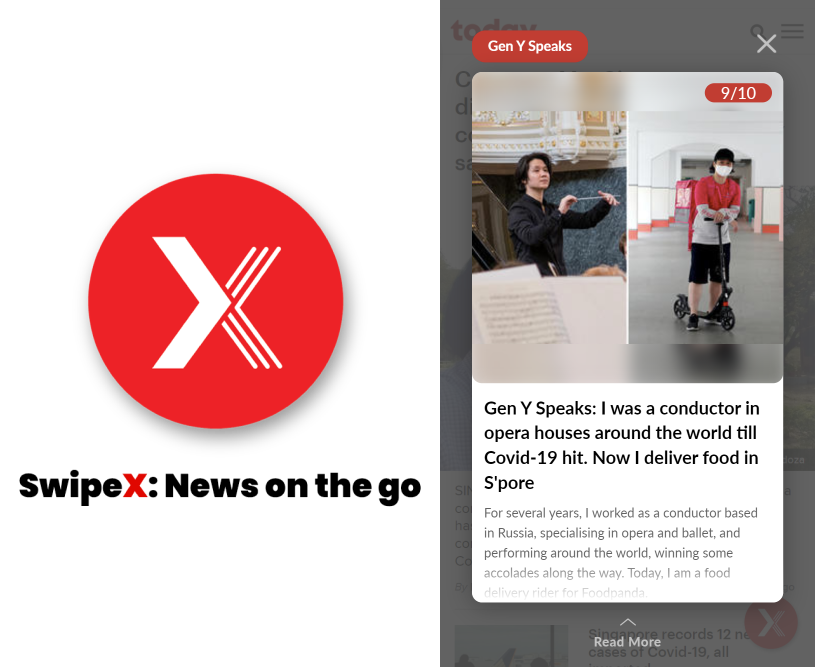 SwipeX: News on the go
today
Gen Y Speaks
9/10
Gen Y Speaks: I was a conductor in
opera houses around the world till
Covid-19 hit. Now I deliver food in
S'pore
For several years, I worked as a conductor based
in Russia, specialising in opera and ballet, and
performing around the world, winning some
accolades along the way. Today, I am a food
delivery rider for Foodpanda.
Read More
Singapore records 12 ne
cases of Covid-19, all